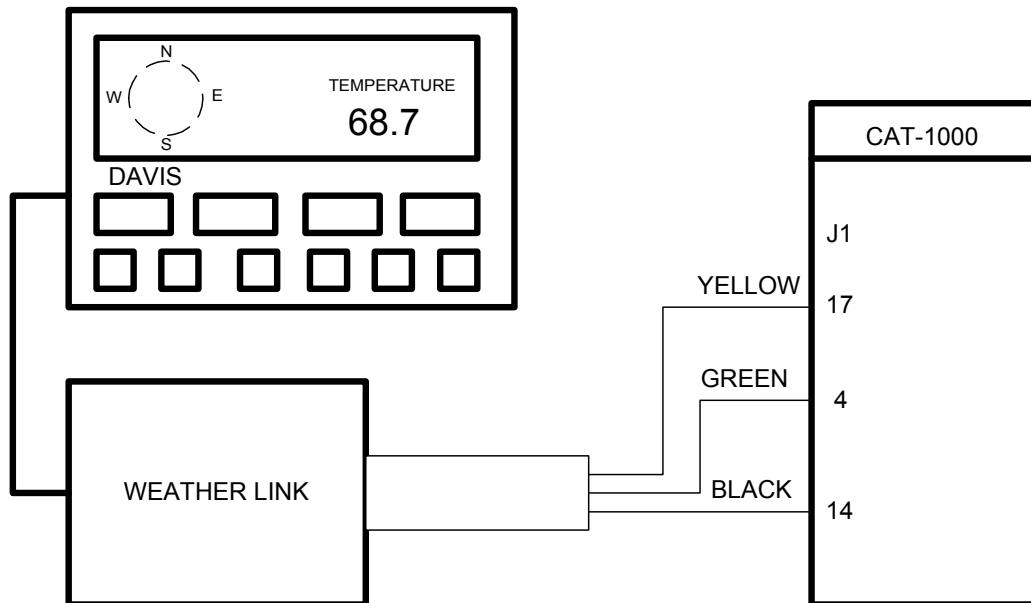 N
W
E
S
TEMPERATURE
68.7
DAVIS
CAT-1000
J1
YELLOW
17
GREEN
4
WEATHER LINK
BLACK
14